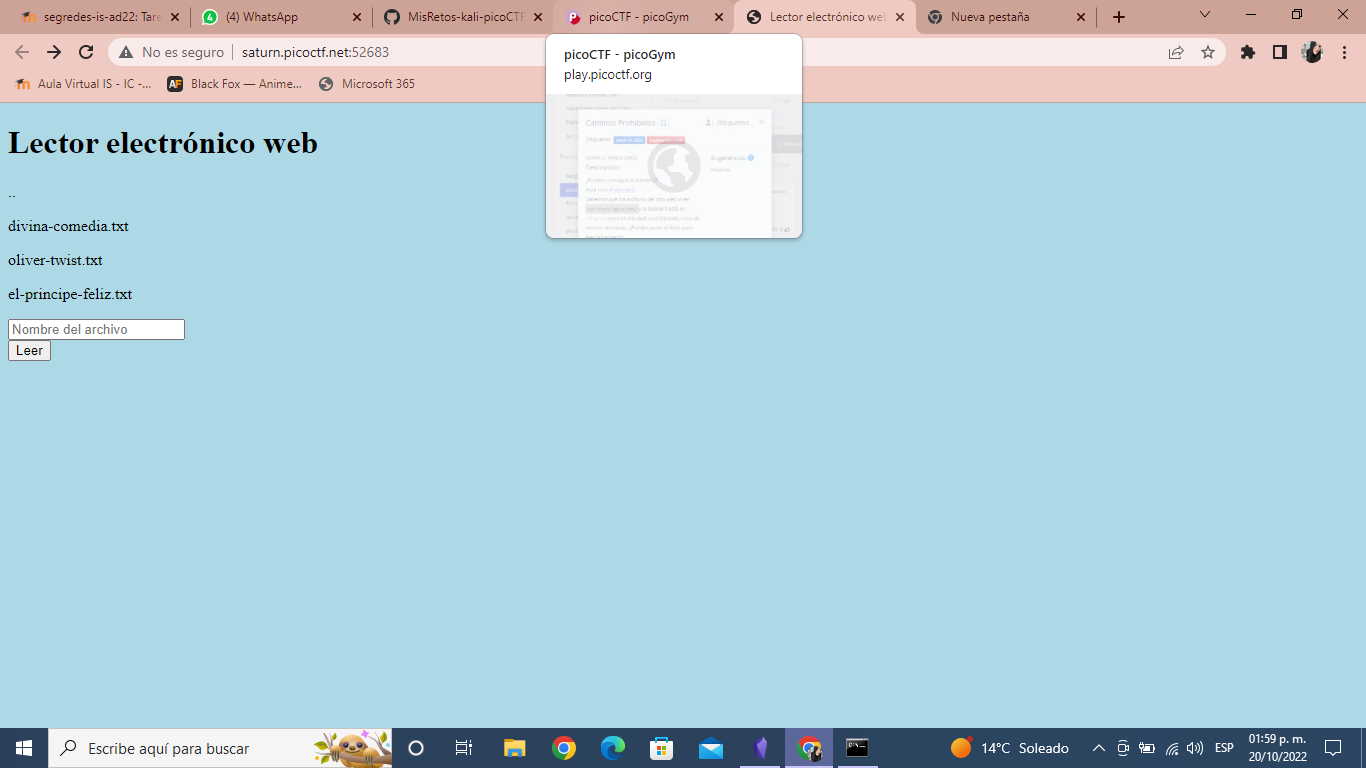 segredes-is-ad22: Tare
(4) WhatsApp
MisRetos-kali-picoCTF
picoCTF - picoGym
Lector electrónico web
Nueva pestaña
No es seguro
saturn.picoctf.net:52683
Aula Virtual IS - IC -...
Black Fox — Anime...
Microsoft 365
picoCTF - picoGym
play.picoctf.org
Caminos Prohibidos
200 puntos
Etiquetas:
Sugerencias
Descripción
Lector electrónico web
..
divina-comedia.txt
oliver-twist.txt
el-principe-feliz.txt
Nombre del archivo
Leer
Escribe aquí para buscar
14°C Soleado
ESP
01:59 p. m.
20/10/2022